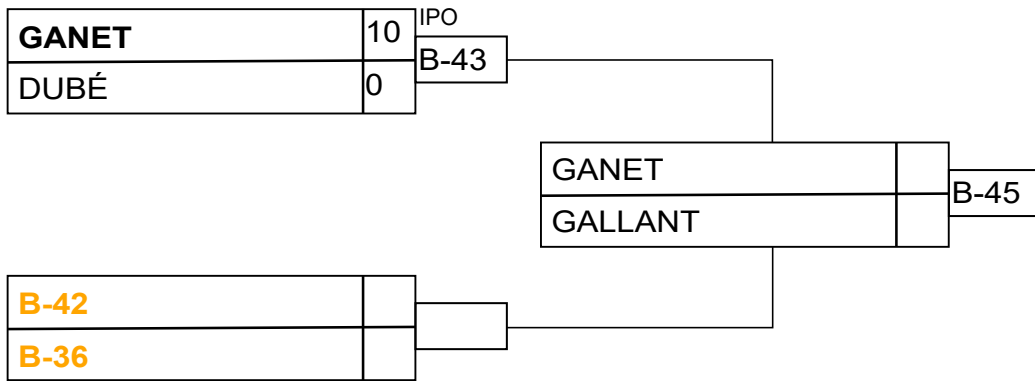 GANET 10 IPO
B-43
DUBÉ 0
GANET
B-45
GALLANT
B-42
B-36